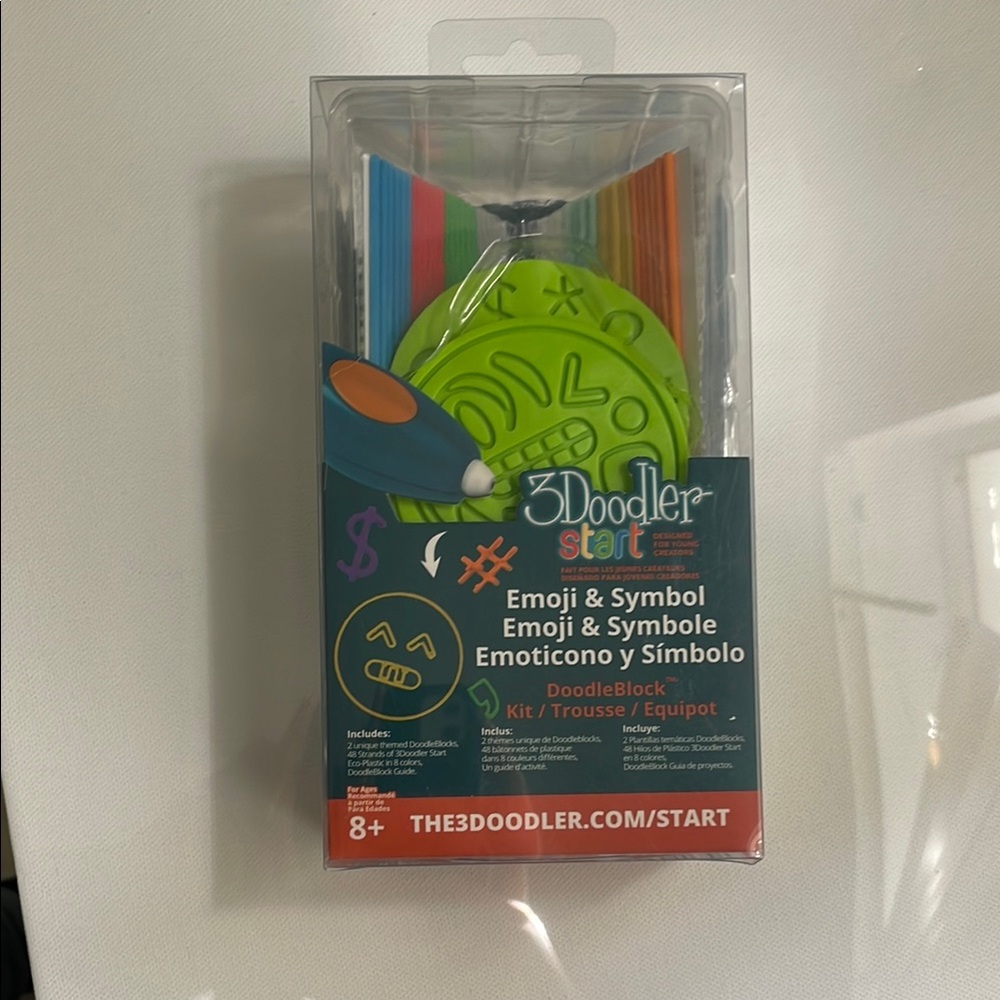 3Doodler
start
DESIGNED
FOR YOUNG
CREATORS
FAIT POUR LES JEUNES CRÉATEURS
DISEÑADO PARA JÓVENES CREADORES
Emoji & Symbol
Emoji & Symbole
Emoticono y Símbolo
DoodleBlock™
Kit / Trousse / Equipot
Includes:
2 unique themed DoodleBlocks,
48 Strands of 3Doodler Start
Eco-Plastic in 8 colors,
DoodleBlock Guide.
Inclus:
2 thèmes unique de Doodleblocks,
48 bâtonnets de plastique
dans 8 couleurs différentes,
Un guide d'activité.
Incluye:
2 Plantillas temáticas DoodleBlocks,
48 Hilos de Plástico 3Doodler Start
en 8 colores,
DoodleBlock Guia de proyectos.
For Ages
Recommandé
à partir de
Pára Edades
8+
THE3DOODLER.COM/START